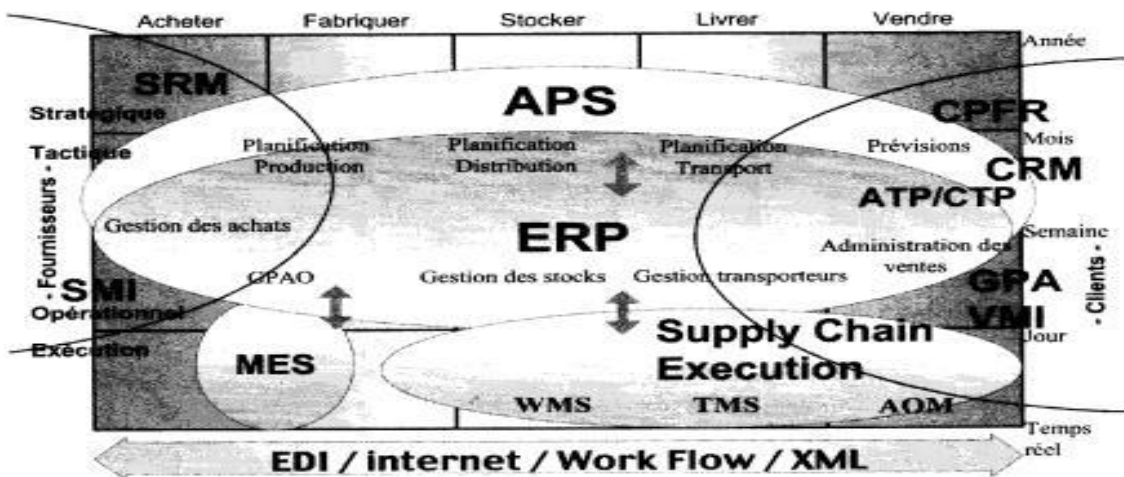 Acheter Fabriquer Stocker Livrer Vendre
Année
SRM
APS
Stratégique
CPFR
Mois
Tactique
Planification
Production
Planification
Distribution
Planification
Transport
Prévisions
CRM
ATP/CTP
- Fournisseurs -
Gestion des achats
ERP
Semaine
Administration des
ventes
- Clients -
GPAO
Gestion des stocks
Gestion transporteurs
SMI
GPA
Opérationnel
VMI
Supply Chain
Execution
Jour
Exécution
MES
WMS TMS AOM
Temps
réel
EDI / internet / Work Flow / XML